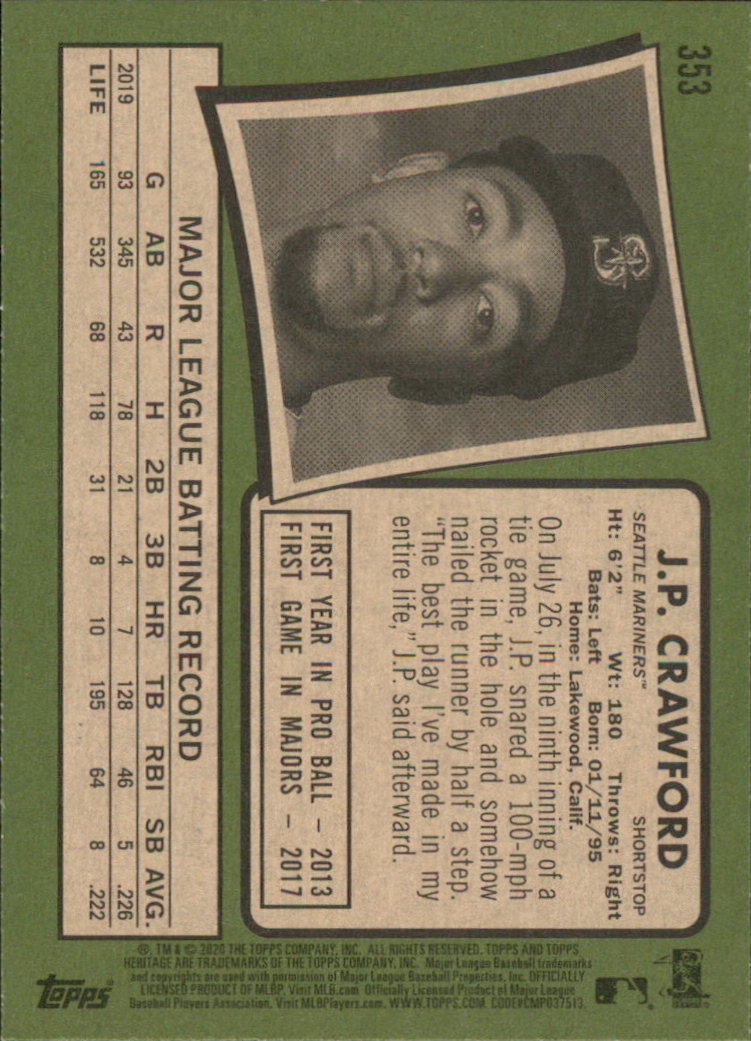 353
J.P. CRAWFORD
SEATTLE MARINERS™ SHORTSTOP
Ht: 6'2" Wt: 180 Throws: Right
Bats: Left Born: 01/11/95
Home: Lakewood, Calif.
On July 26, in the ninth inning of a
tie game, J.P. snared a 100-mph
rocket in the hole and somehow
nailed the runner by half a step.
"The best play I've made in my
entire life," J.P. said afterward.
FIRST YEAR IN PRO BALL – 2013
FIRST GAME IN MAJORS – 2017
S
MAJOR LEAGUE BATTING RECORD
G AB R H 2B 3B HR TB RBI SB AVG.
2019 93 345 43 78 21 4 7 128 46 5 .226
LIFE 165 532 68 118 31 8 10 195 64 8 .222
®, TM & © 2020 THE TOPPS COMPANY, INC. ALL RIGHTS RESERVED. TOPPS AND TOPPS
HERITAGE ARE TRADEMARKS OF THE TOPPS COMPANY, INC. Major League Baseball trademarks
and copyrights are used with permission of Major League Baseball Properties, Inc. OFFICIALLY
LICENSED PRODUCT OF MLBP. Visit MLB.com. Officially Licensed Product of Major League
Baseball Players Association. Visit MLBPlayers.com. WWW.TOPPS.COM. CODE#CMP037513.
topps®